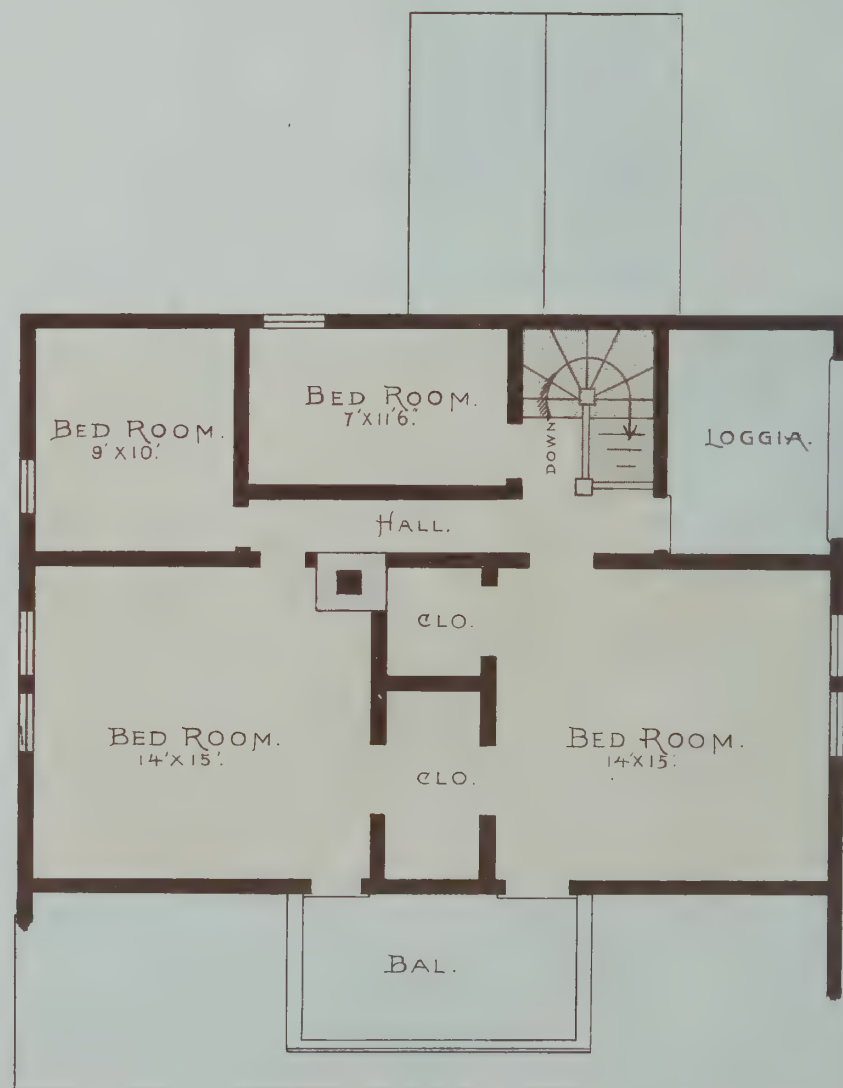 BED ROOM.
7'X11'6".
BED ROOM.
9'X10'.
DOWN
LOGGIA.
HALL.
CLO.
BED ROOM.
14'X15'.
CLO.
BED ROOM.
14'X15'.
BAL.